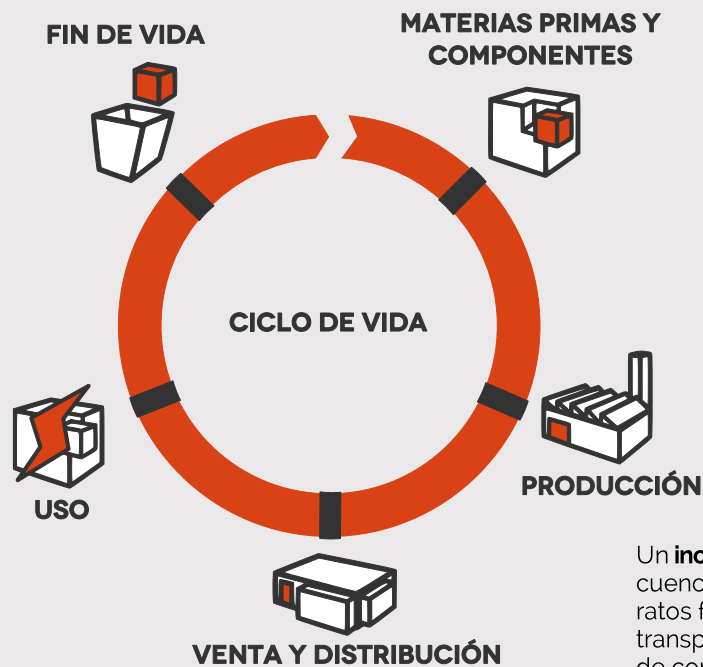 FIN DE VIDA
MATERIAS PRIMAS Y
COMPONENTES
CICLO DE VIDA
USO
PRODUCCIÓN
VENTA Y DISTRIBUCIÓN
Un